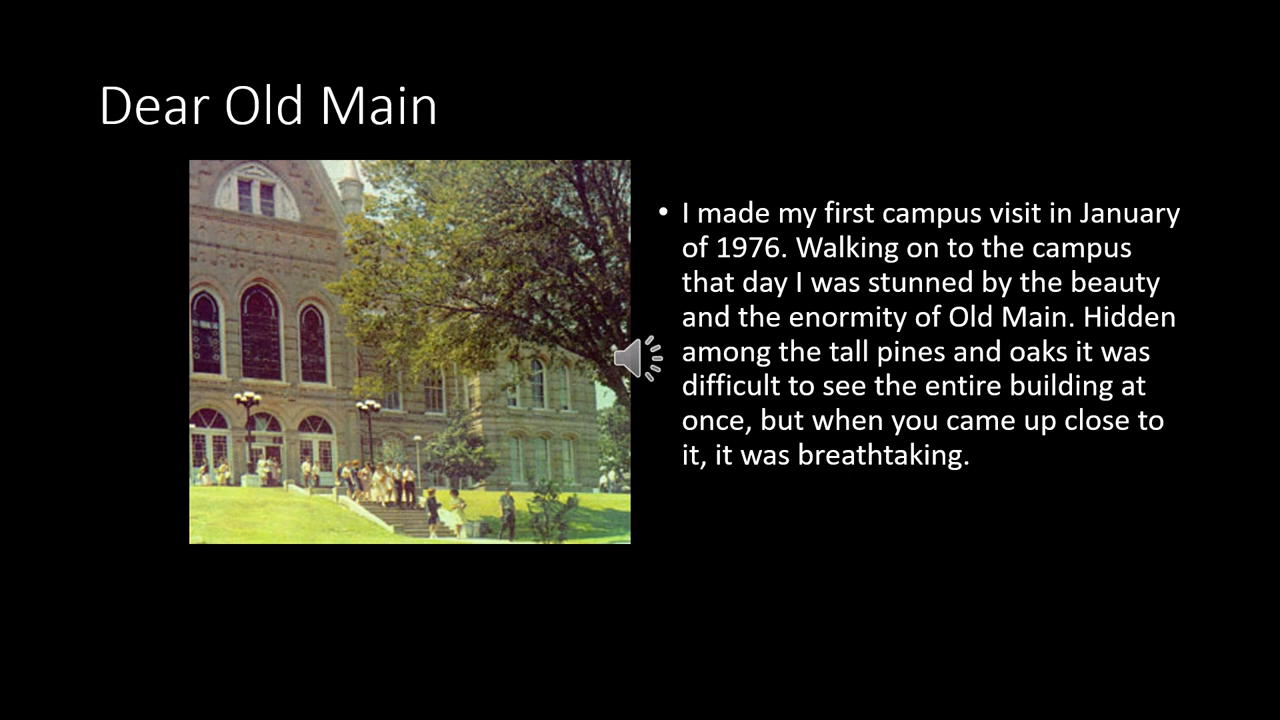 Dear Old Main
• I made my first campus visit in January
of 1976. Walking on to the campus
that day I was stunned by the beauty
and the enormity of Old Main. Hidden
among the tall pines and oaks it was
difficult to see the entire building at
once, but when you came up close to
it, it was breathtaking.